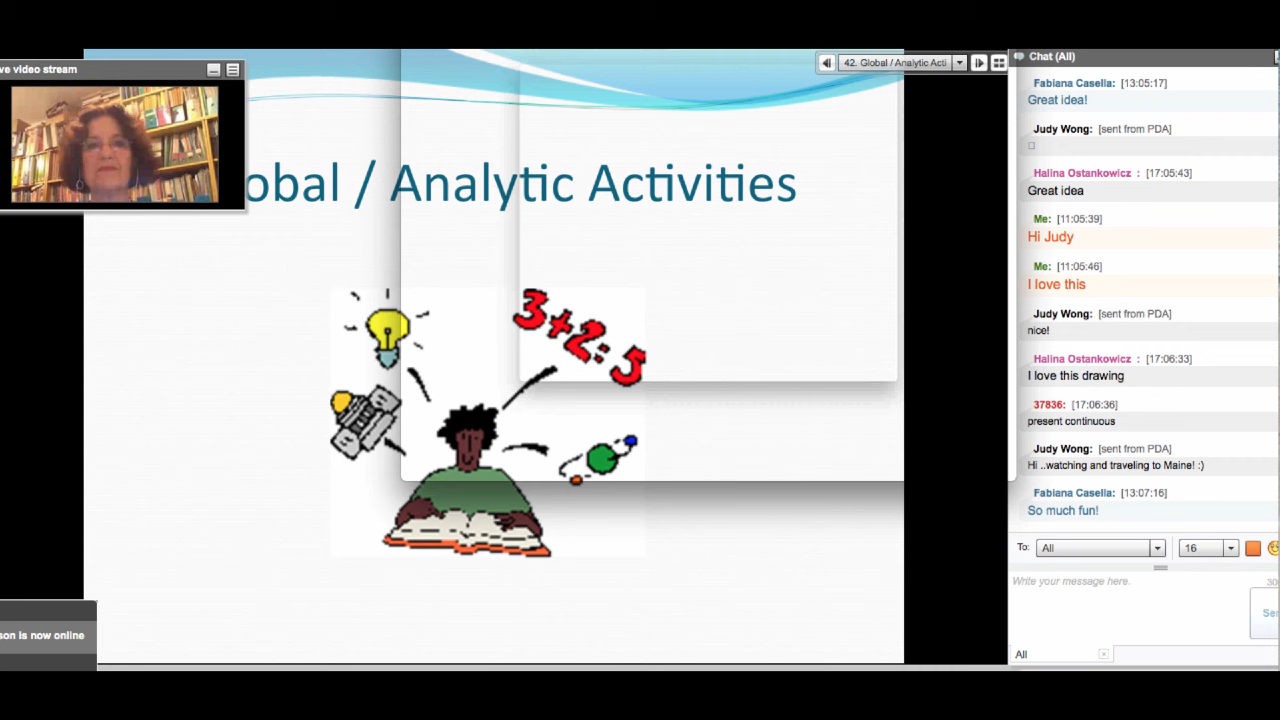 ve video stream
42. Global / Analytic Acti
obal / Analytic Activities
3+2:5
son is now online
Chat (All)
Fabiana Casella: [13:05:17]
Great idea!
Judy Wong: [sent from PDA]
Halina Ostankowicz : [17:05:43]
Great idea
Me: [11:05:39]
Hi Judy
Me: [11:05:46]
I love this
Judy Wong: [sent from PDA]
nice!
Halina Ostankowicz : [17:06:33]
I love this drawing
37836: [17:06:36]
present continuous
Judy Wong: [sent from PDA]
Hi ..watching and traveling to Maine! :)
Fabiana Casella: [13:07:16]
So much fun!
To: All 16
Write your message here. 30
Ser
All